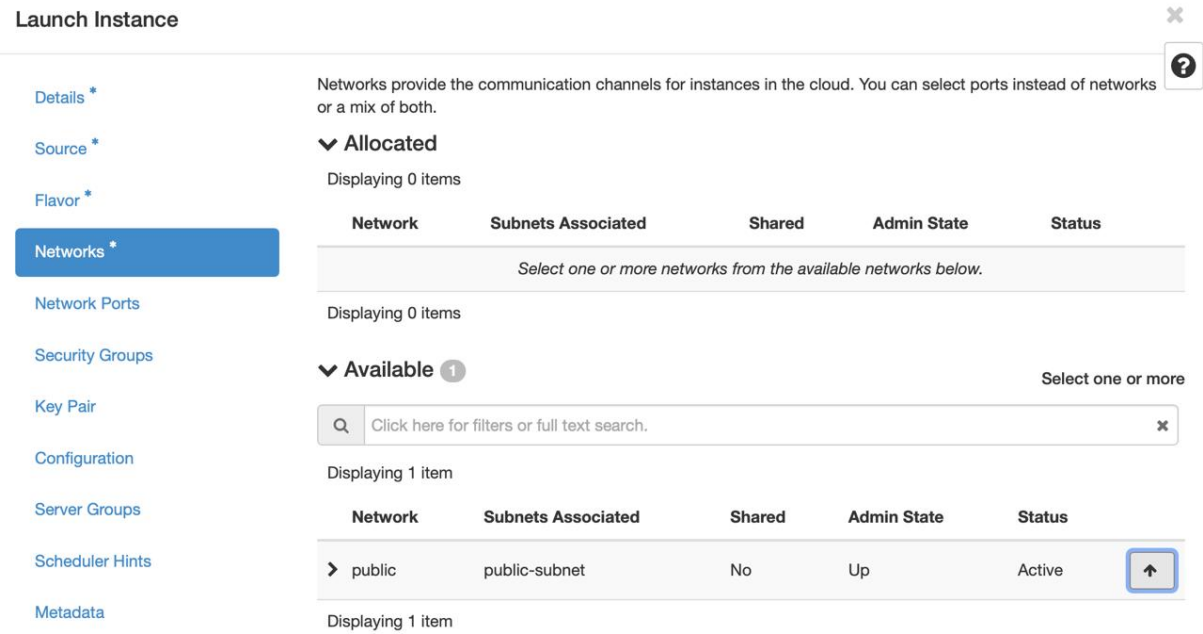 Launch Instance
Details *
Source *
Flavor *
Networks *
Network Ports
Security Groups
Key Pair
Configuration
Server Groups
Scheduler Hints
Metadata
Networks provide the communication channels for instances in the cloud. You can select ports instead of networks
or a mix of both.
Allocated
Displaying 0 items
Network Subnets Associated Shared Admin State Status
Select one or more networks from the available networks below.
Displaying 0 items
Available 1
Select one or more
Click here for filters or full text search.
Displaying 1 item
Network Subnets Associated Shared Admin State Status
public public-subnet No Up Active
Displaying 1 item